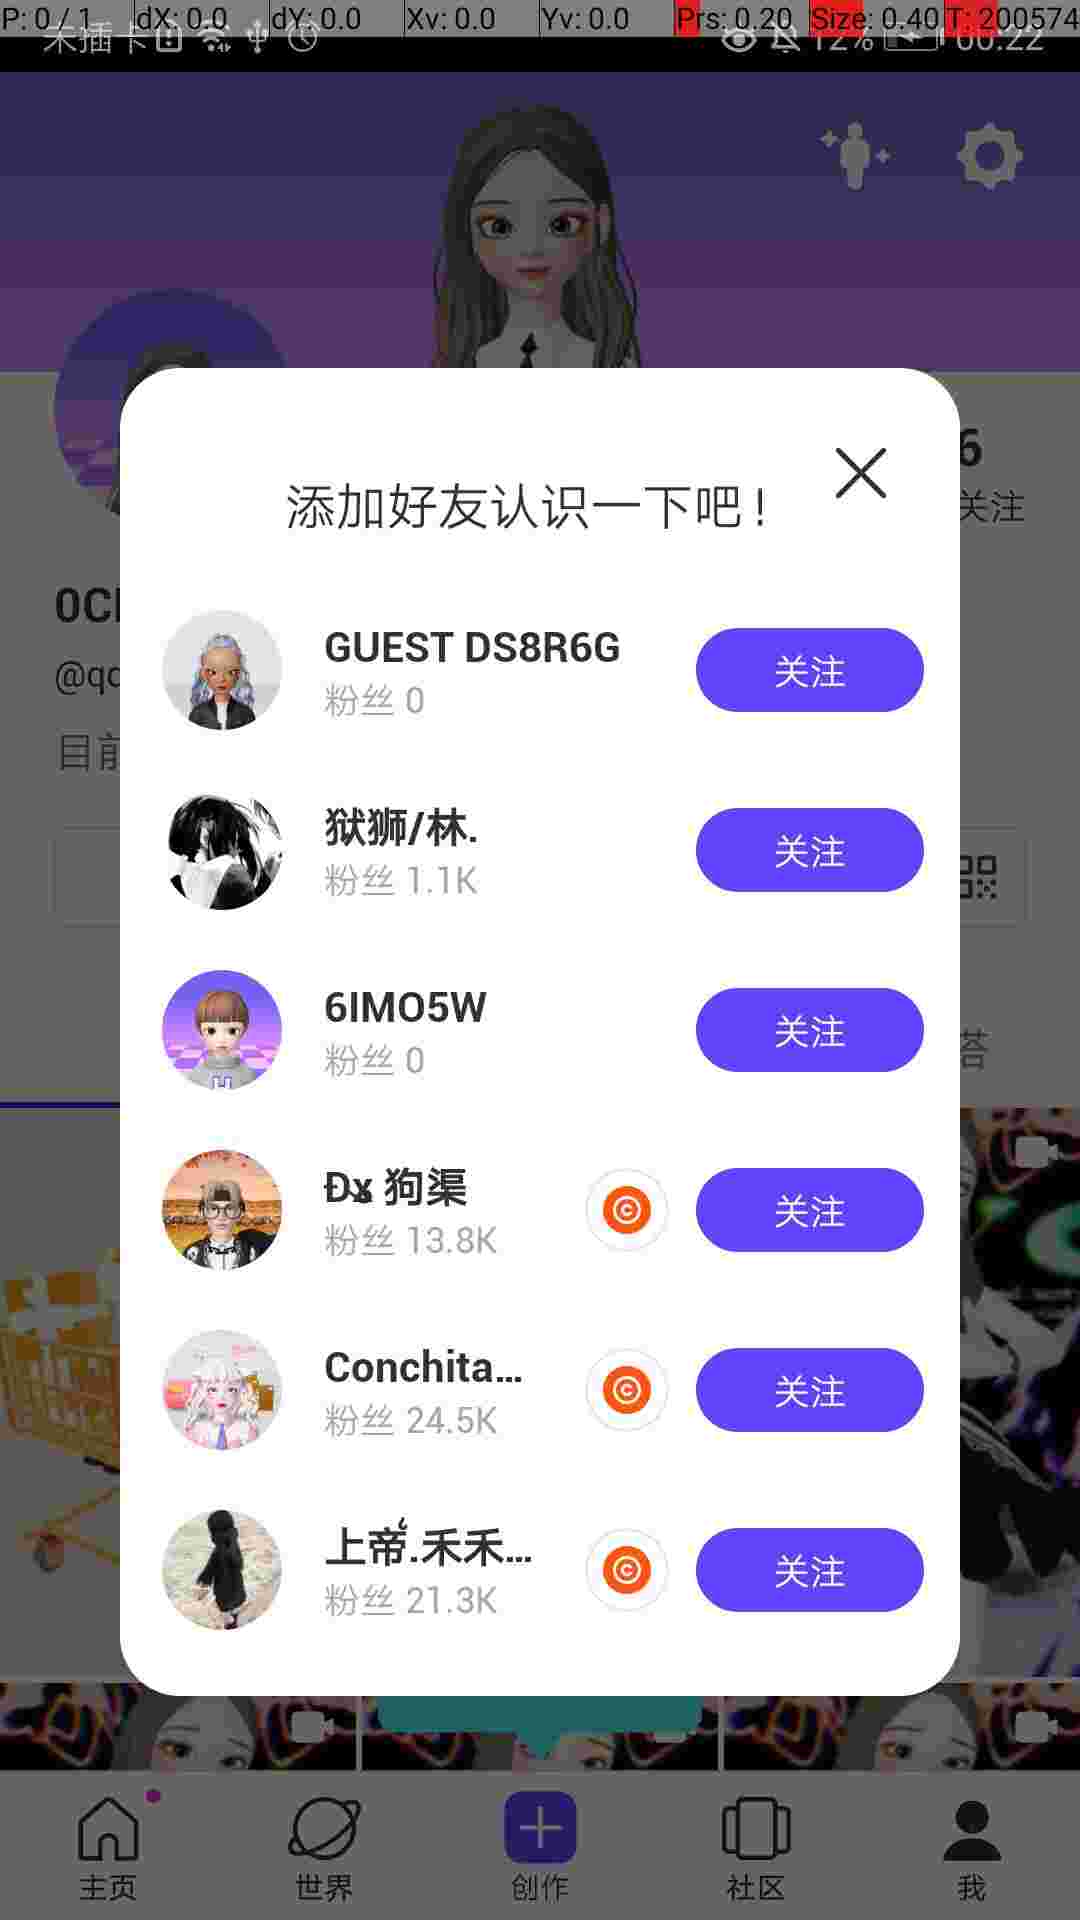 P: 0 / 1 dX: 0.0 dY: 0.0 Xv: 0.0 Yv: 0.0 Prs: 0.20 Size: 0.40 T: 200574
未插卡 12% 00:22
6
关注
添加好友认识一下吧!
GUEST DS8R6G
粉丝 0
关注
狱狮/林.
粉丝 1.1K
关注
6IMO5W
粉丝 0
关注
狗渠
粉丝 13.8K
关注
Conchita...
粉丝 24.5K
关注
上帝.禾禾...
粉丝 21.3K
关注
目前
答
主页
世界
创作
社区
我